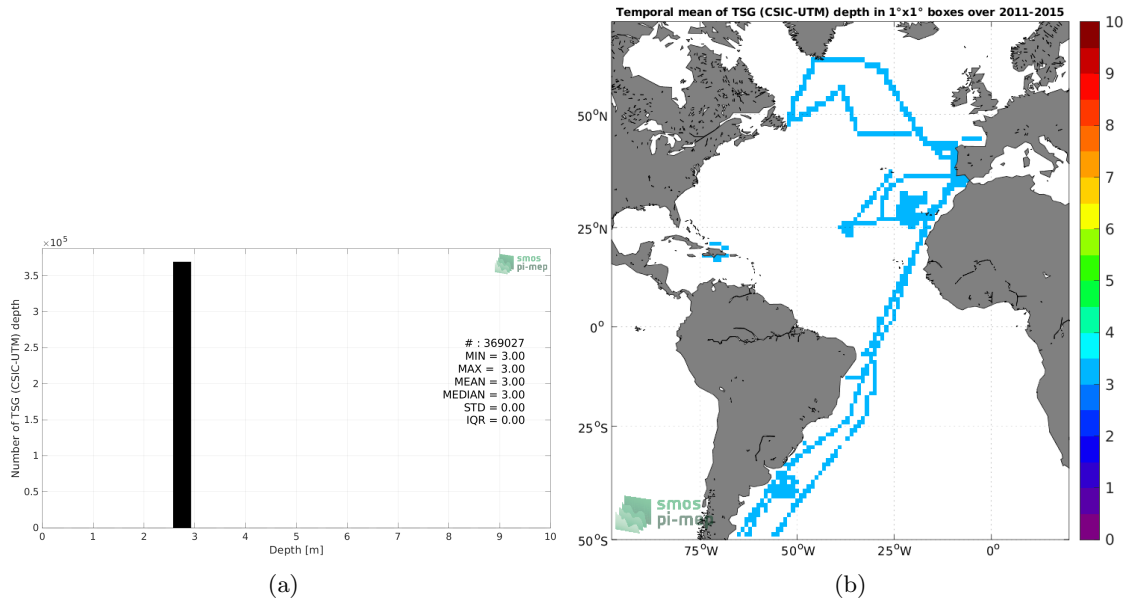 ×10⁵
3.5
3
2.5
2
1.5
1
0.5
0
Number of TSG (CSIC-UTM) depth
smos
pi-mep
# : 369027
MIN = 3.00
MAX = 3.00
MEAN = 3.00
MEDIAN = 3.00
STD = 0.00
IQR = 0.00
0 1 2 3 4 5 6 7 8 9 10
Depth [m]
(a)
Temporal mean of TSG (CSIC-UTM) depth in 1°x1° boxes over 2011-2015
50°N
25°N
0°
25°S
50°S
75°W 50°W 25°W 0°
smos
pi-mep
10
9
8
7
6
5
4
3
2
1
0
(b)